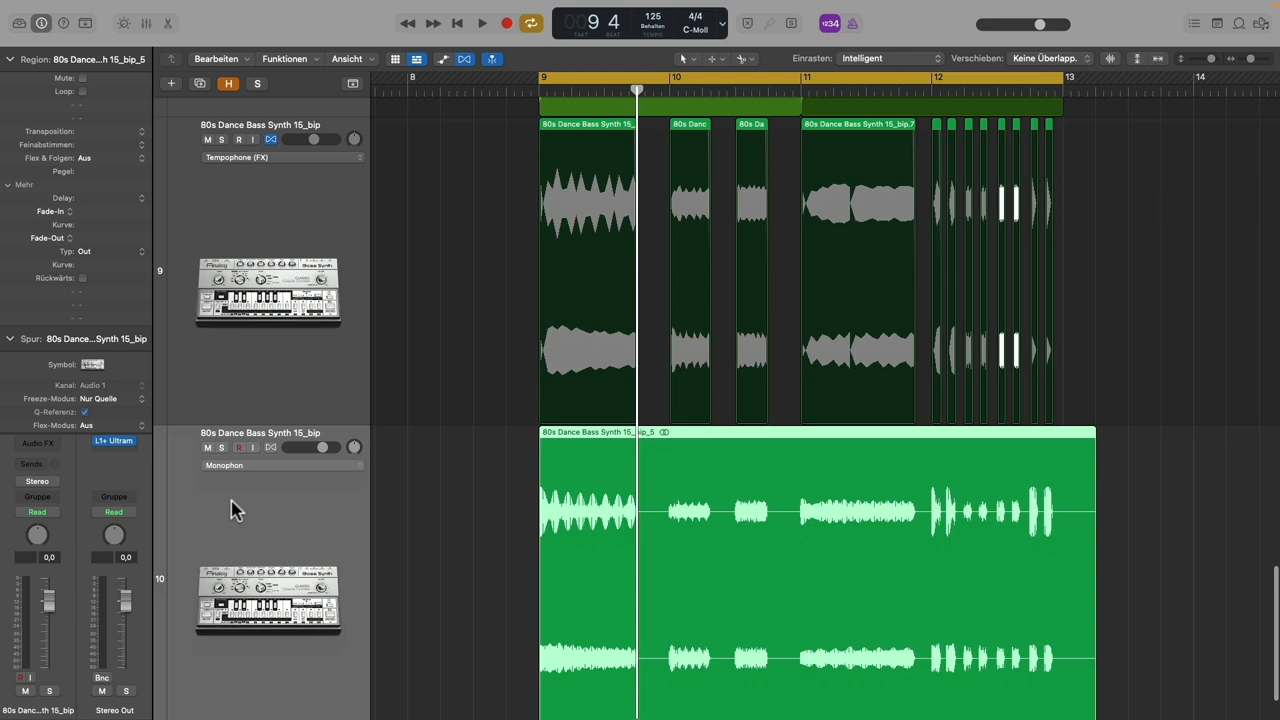 9 4
TAKT BEAT
125
Behalten
TEMPO
4/4
C-Moll
1234
Region: 80s Dance...h 15_bip_5
Mute:
Loop:
Transposition:
Feinabstimmen:
Flex & Folgen: Aus
Pegel:
Mehr
Delay:
Fade-In
Kurve:
Fade-Out
Typ: Out
Kurve:
Rückwärts:
Spur: 80s Dance...Synth 15_bip
Symbol:
Kanal: Audio 1
Freeze-Modus: Nur Quelle
Q-Referenz:
Flex-Modus: Aus
Audio FX
L1+ Ultram
Sends
Stereo
Gruppe Gruppe
Read Read
0,0 0,0
R I
Bnc
M S M S
80s Danc...th 15_bip Stereo Out
Bearbeiten Funktionen Ansicht
Einrasten: Intelligent
Verschieben: Keine Überlapp.
H S
8 9 10 11 12 13 14
9
80s Dance Bass Synth 15_bip
M S R I
Tempophone (FX)
80s Dance Bass Synth 15_
80s Danc
80s Da
80s Dance Bass Synth 15_bip.7
10
80s Dance Bass Synth 15_bip
M S R I
Monophon
80s Dance Bass Synth 15_bip_5